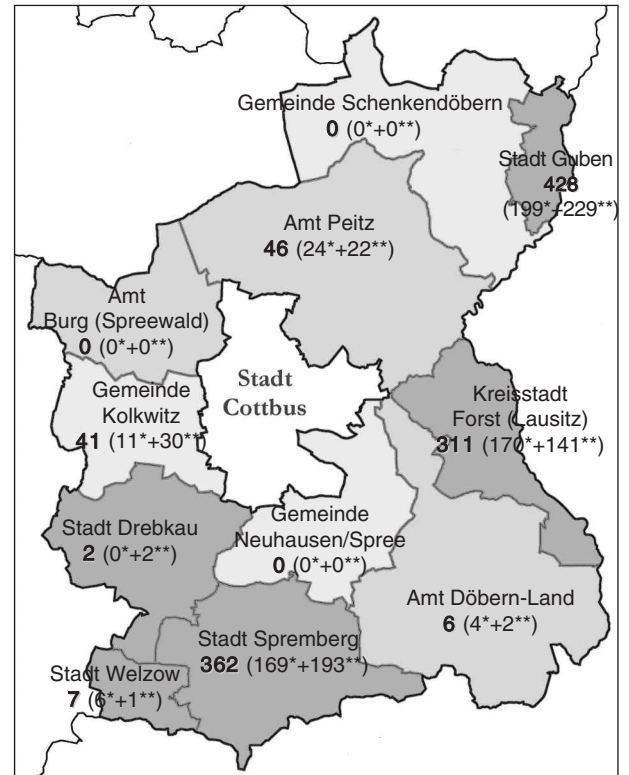 Gemeinde Schenkendöbern
0 (0*+0**)
Stadt Guben
428
(199*+229**)
Amt Peitz
46 (24*+22**)
Amt
Burg (Spreewald)
0 (0*+0**)
Stadt
Cottbus
Gemeinde
Kolkwitz
41 (11*+30**)
Kreisstadt
Forst (Lausitz)
311 (170*+141**)
Stadt Drebkau
2 (0*+2**)
Gemeinde
Neuhausen/Spree
0 (0*+0**)
Amt Döbern-Land
6 (4*+2**)
Stadt Spremberg
362 (169*+193**)
Stadt Welzow
7 (6*+1**)